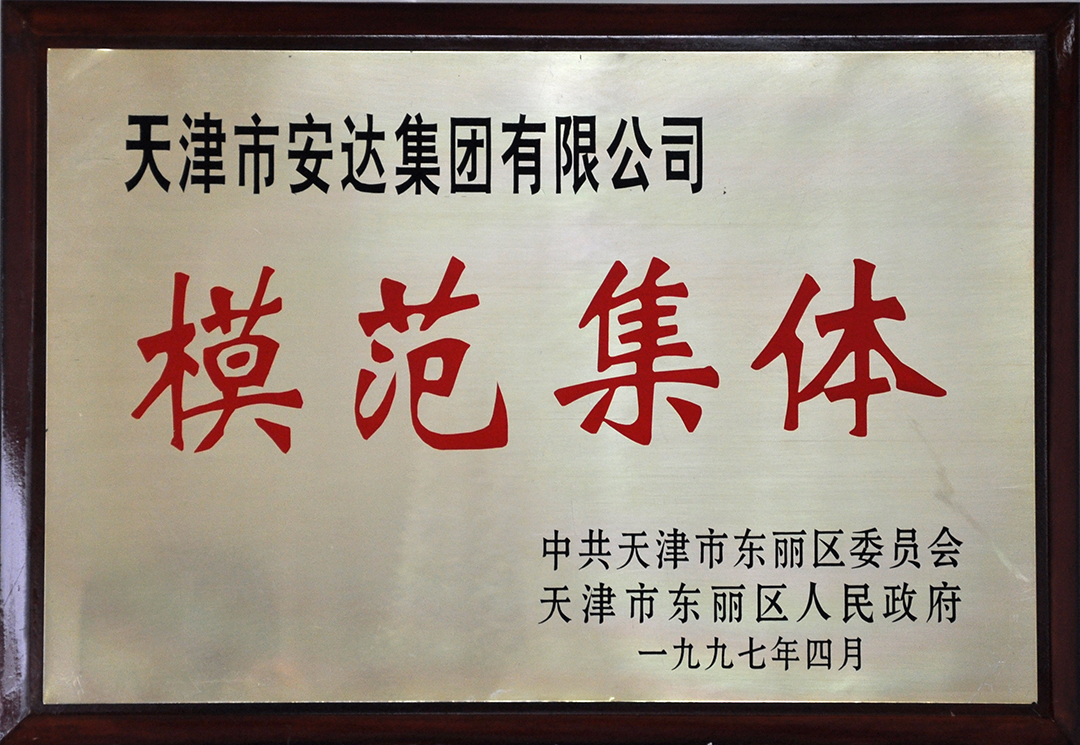 天津市安达集团有限公司
模范集体
中共天津市东丽区委员会
天津市东丽区人民政府
一九九七年四月